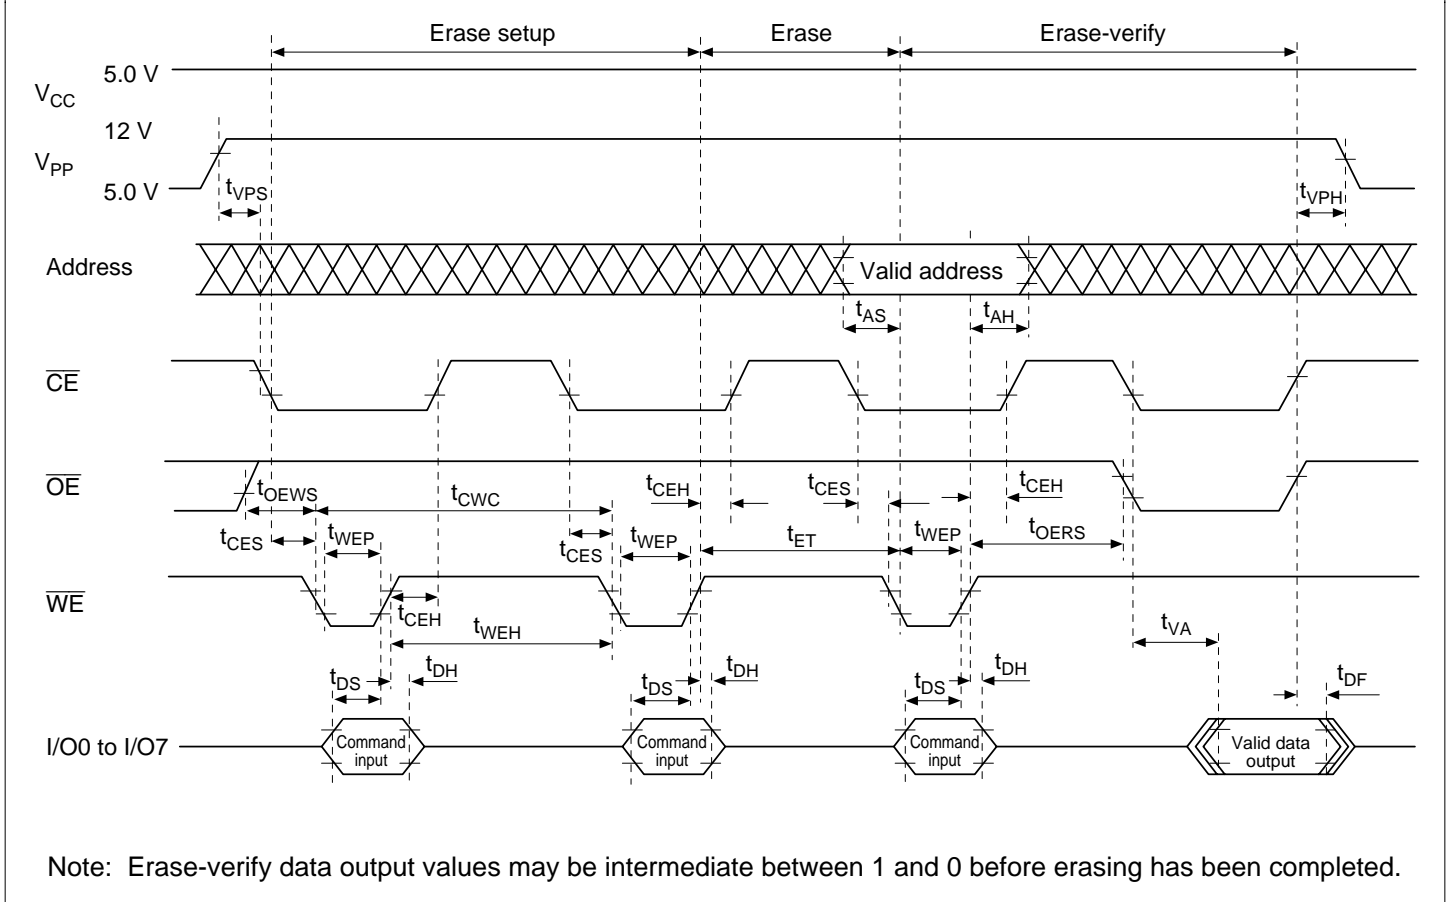 Erase setup
Erase
Erase-verify
VCC
5.0 V
12 V
VPP
5.0 V
tVPS
tVPH
Address
Valid address
tAS
tAH
CE
OE
tOEWS
tCWC
tCEH
tCES
tCEH
tCES
tWEP
tCES
tWEP
tET
tWEP
tOERS
WE
tCEH
tWEH
tVA
tDS
tDH
tDS
tDH
tDS
tDH
tDF
I/O0 to I/O7
Command
input
Command
input
Command
input
Valid data
output
Note: Erase-verify data output values may be intermediate between 1 and 0 before erasing has been completed.